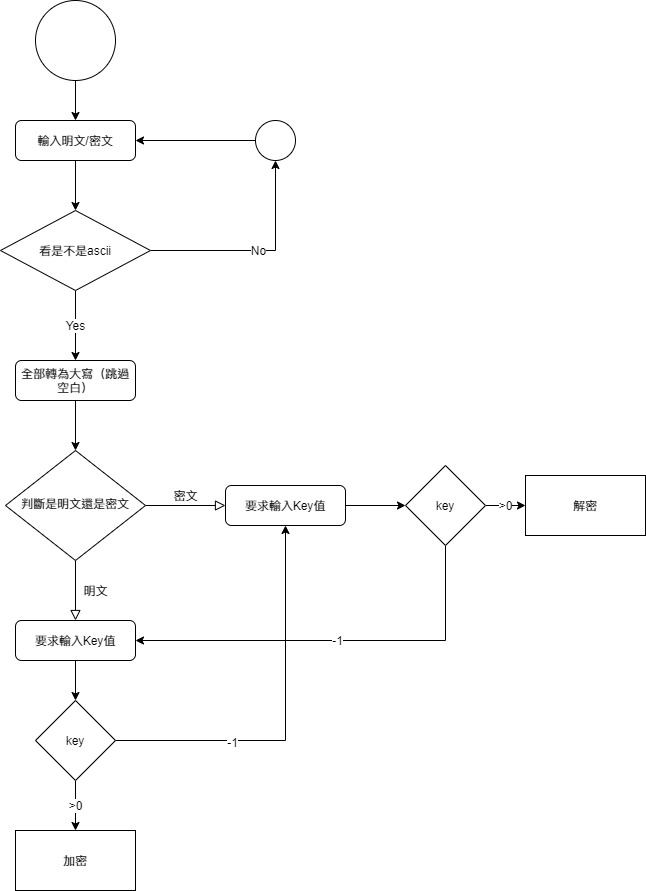 輸入明文/密文
看是不是ascii
No
Yes
全部轉為大寫（跳過
空白）
判斷是明文還是密文
密文
要求輸入Key值
key
>0
解密
明文
要求輸入Key值
-1
key
-1
>0
加密